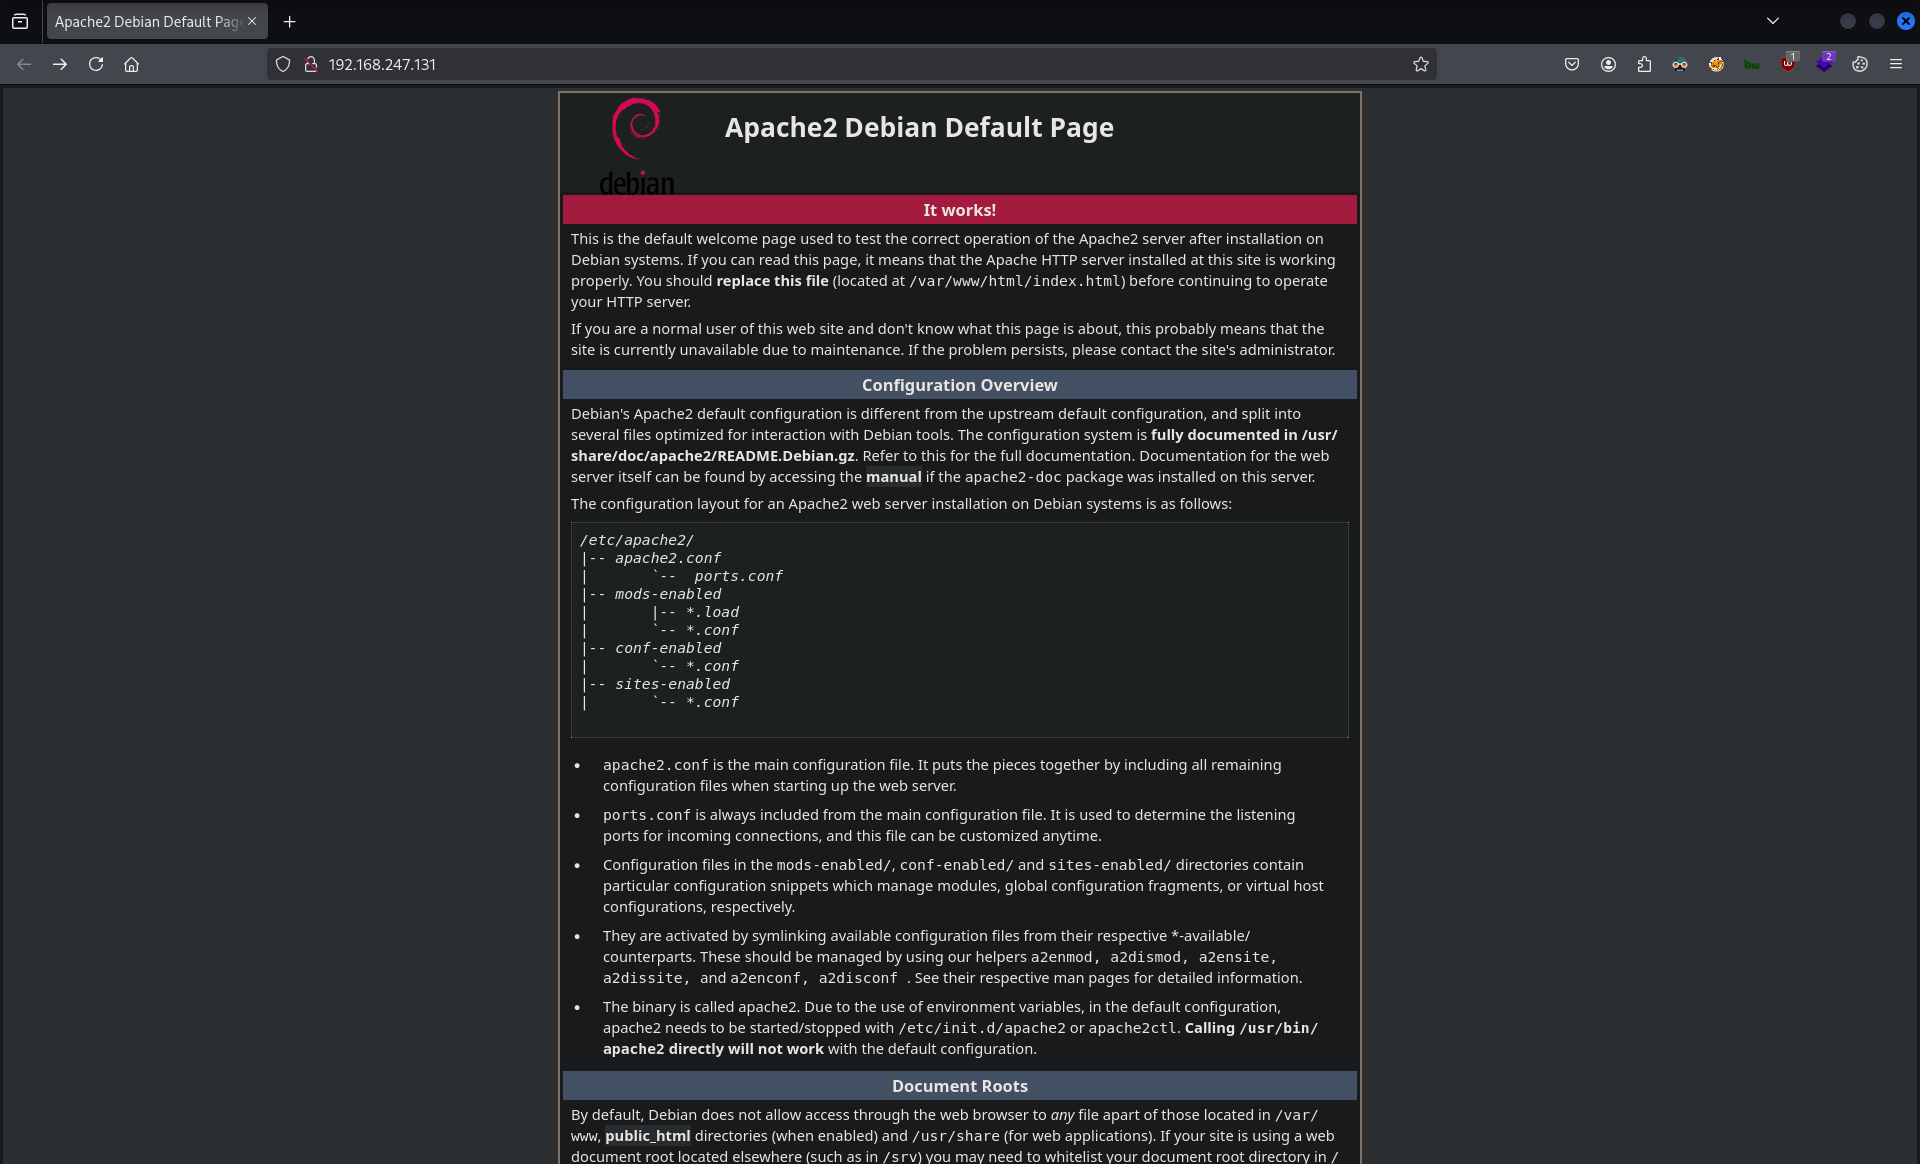 Apache2 Debian Default Pag
192.168.247.131
1
2
debian
Apache2 Debian Default Page
It works!
This is the default welcome page used to test the correct operation of the Apache2 server after installation on
Debian systems. If you can read this page, it means that the Apache HTTP server installed at this site is working
properly. You should replace this file (located at /var/www/html/index.html) before continuing to operate
your HTTP server.
If you are a normal user of this web site and don't know what this page is about, this probably means that the
site is currently unavailable due to maintenance. If the problem persists, please contact the site's administrator.
Configuration Overview
Debian's Apache2 default configuration is different from the upstream default configuration, and split into
several files optimized for interaction with Debian tools. The configuration system is fully documented in /usr/
share/doc/apache2/README.Debian.gz. Refer to this for the full documentation. Documentation for the web
server itself can be found by accessing the manual if the apache2-doc package was installed on this server.
The configuration layout for an Apache2 web server installation on Debian systems is as follows:
/etc/apache2/
|-- apache2.conf
|       `--  ports.conf
|-- mods-enabled
|       |-- *.load
|       `-- *.conf
|-- conf-enabled
|       `-- *.conf
|-- sites-enabled
|       `-- *.conf
• apache2.conf is the main configuration file. It puts the pieces together by including all remaining
configuration files when starting up the web server.
• ports.conf is always included from the main configuration file. It is used to determine the listening
ports for incoming connections, and this file can be customized anytime.
• Configuration files in the mods-enabled/, conf-enabled/ and sites-enabled/ directories contain
particular configuration snippets which manage modules, global configuration fragments, or virtual host
configurations, respectively.
• They are activated by symlinking available configuration files from their respective *-available/
counterparts. These should be managed by using our helpers a2enmod, a2dismod, a2ensite,
a2dissite, and a2enconf, a2disconf . See their respective man pages for detailed information.
• The binary is called apache2. Due to the use of environment variables, in the default configuration,
apache2 needs to be started/stopped with /etc/init.d/apache2 or apache2ctl. Calling /usr/bin/
apache2 directly will not work with the default configuration.
Document Roots
By default, Debian does not allow access through the web browser to any file apart of those located in /var/
www, public_html directories (when enabled) and /usr/share (for web applications). If your site is using a web
document root located elsewhere (such as in /srv) you may need to whitelist your document root directory in /